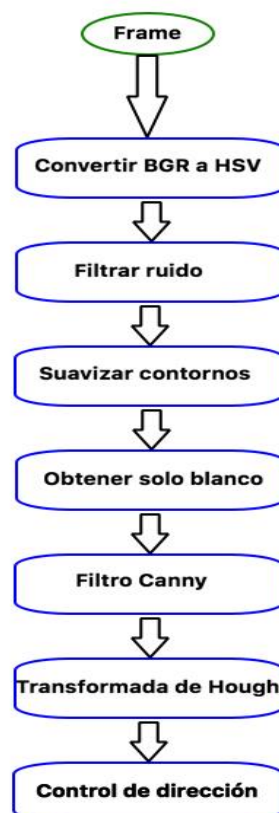 Frame
Convertir BGR a HSV
Filtrar ruido
Suavizar contornos
Obtener solo blanco
Filtro Canny
Transformada de Hough
Control de dirección